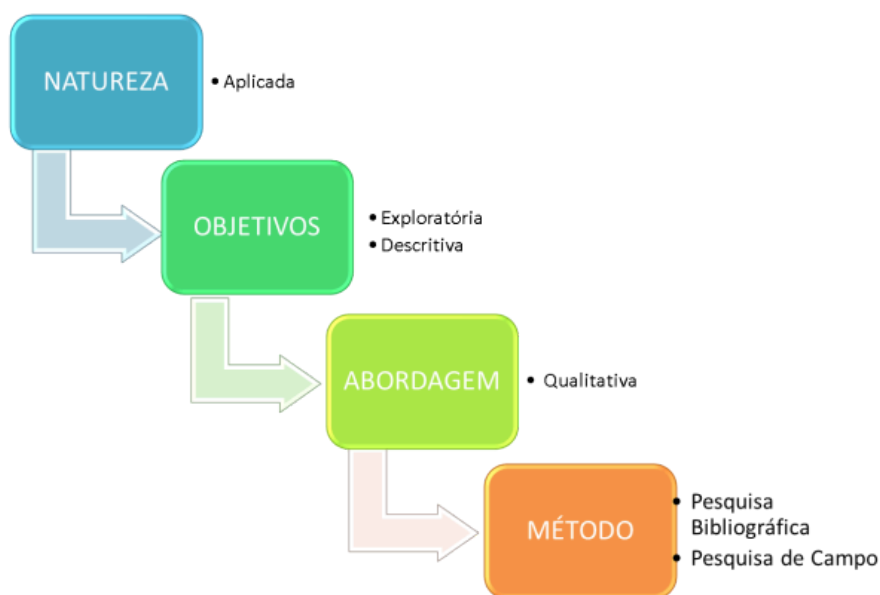 NATUREZA
• Aplicada
OBJETIVOS
• Exploratória
• Descritiva
ABORDAGEM
• Qualitativa
MÉTODO
• Pesquisa
Bibliográfica
• Pesquisa de Campo